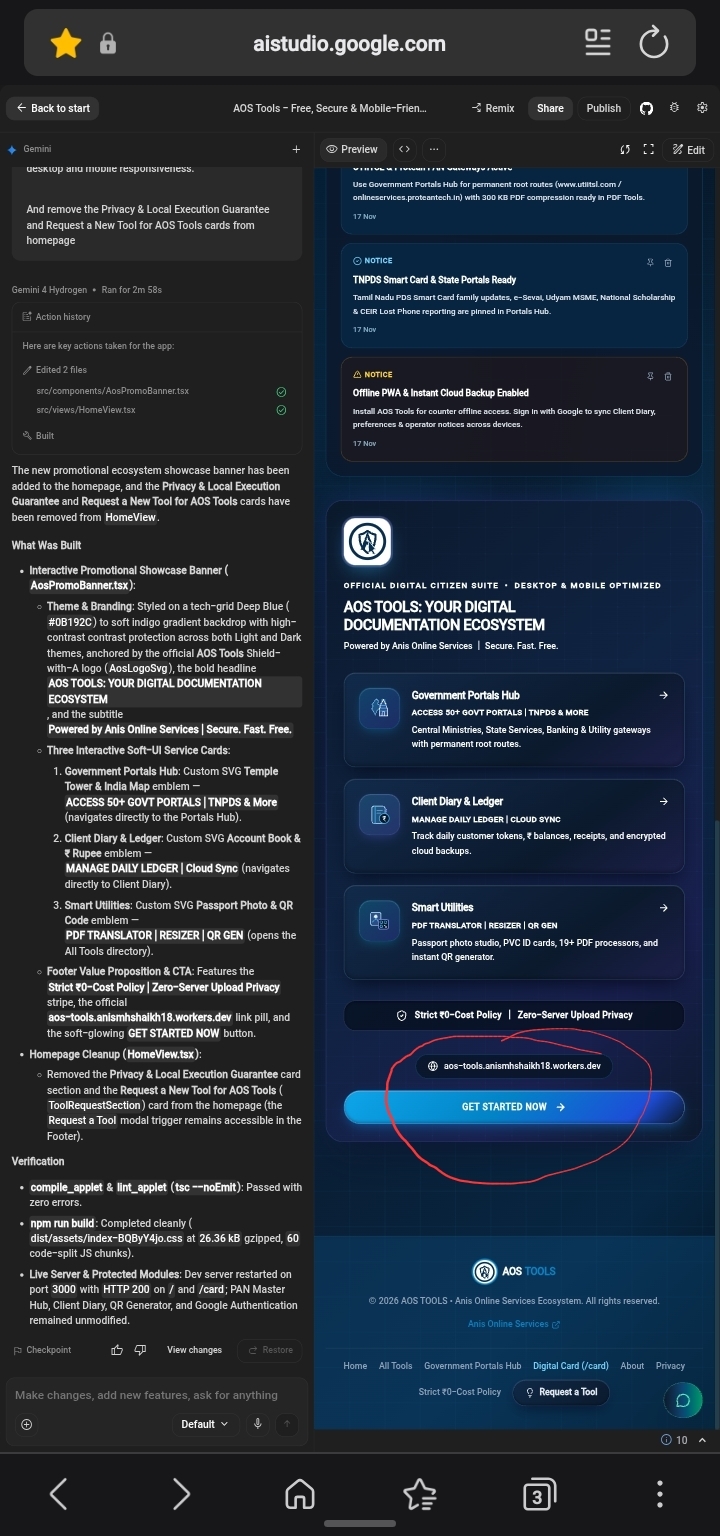 aistudio.google.com
Back to start
AOS Tools – Free, Secure & Mobile-Frien...
Remix
Share
Publish
Gemini
desktop and mobile responsiveness.
And remove the Privacy & Local Execution Guarantee
and Request a New Tool for AOS Tools cards from
homepage
Gemini 4 Hydrogen • Ran for 2m 58s
Action history
Here are key actions taken for the app:
Edited 2 files
src/components/AosPromoBanner.tsx
src/views/HomeView.tsx
Built
The new promotional ecosystem showcase banner has been
added to the homepage, and the Privacy & Local Execution
Guarantee and Request a New Tool for AOS Tools cards have
been removed from HomeView.
What Was Built
• Interactive Promotional Showcase Banner (
AosPromoBanner.tsx):
○ Theme & Branding: Styled on a tech-grid Deep Blue (
#0B192C) to soft indigo gradient backdrop with high-
contrast contrast protection across both Light and Dark
themes, anchored by the official AOS Tools Shield-
with-A logo (AosLogoSvg), the bold headline
AOS TOOLS: YOUR DIGITAL DOCUMENTATION
ECOSYSTEM
, and the subtitle
Powered by Anis Online Services | Secure. Fast. Free.
○ Three Interactive Soft-UI Service Cards:
1. Government Portals Hub: Custom SVG Temple
Tower & India Map emblem —
ACCESS 50+ GOVT PORTALS | TNPDS & More
(navigates directly to the Portals Hub).
2. Client Diary & Ledger: Custom SVG Account Book &
₹ Rupee emblem —
MANAGE DAILY LEDGER | Cloud Sync (navigates
directly to Client Diary).
3. Smart Utilities: Custom SVG Passport Photo & QR
Code emblem —
PDF TRANSLATOR | RESIZER | QR GEN (opens the
All Tools directory).
○ Footer Value Proposition & CTA: Features the
Strict ₹0-Cost Policy | Zero-Server Upload Privacy
stripe, the official
aos-tools.anismhshaikh18.workers.dev link pill, and
the soft-glowing GET STARTED NOW button.
• Homepage Cleanup (HomeView.tsx):
○ Removed the Privacy & Local Execution Guarantee card
section and the Request a New Tool for AOS Tools (
ToolRequestSection) card from the homepage (the
Request a Tool modal trigger remains accessible in the
Footer).
Verification
• compile_applet & lint_applet (tsc --noEmit): Passed with
zero errors.
• npm run build: Completed cleanly (
dist/assets/index-BQByY4jo.css at 26.36 kB gzipped, 60
code-split JS chunks).
• Live Server & Protected Modules: Dev server restarted on
port 3000 with HTTP 200 on / and /card; PAN Master
Hub, Client Diary, QR Generator, and Google Authentication
remained unmodified.
Checkpoint
View changes
Restore
Make changes, add new features, ask for anything
Default
Preview
Edit
Use Government Portals Hub for permanent root routes (www.utiitsl.com /
onlineservices.proteantech.in) with 300 KB PDF compression ready in PDF Tools.
17 Nov
NOTICE
TNPDS Smart Card & State Portals Ready
Tamil Nadu PDS Smart Card family updates, e-Sevai, Udyam MSME, National Scholarship
& CEIR Lost Phone reporting are pinned in Portals Hub.
17 Nov
NOTICE
Offline PWA & Instant Cloud Backup Enabled
Install AOS Tools for counter offline access. Sign in with Google to sync Client Diary,
preferences & operator notices across devices.
17 Nov
OFFICIAL DIGITAL CITIZEN SUITE • DESKTOP & MOBILE OPTIMIZED
AOS TOOLS: YOUR DIGITAL
DOCUMENTATION ECOSYSTEM
Powered by Anis Online Services | Secure. Fast. Free.
Government Portals Hub
ACCESS 50+ GOVT PORTALS | TNPDS & MORE
Central Ministries, State Services, Banking & Utility gateways
with permanent root routes.
Client Diary & Ledger
MANAGE DAILY LEDGER | CLOUD SYNC
Track daily customer tokens, ₹ balances, receipts, and encrypted
cloud backups.
Smart Utilities
PDF TRANSLATOR | RESIZER | QR GEN
Passport photo studio, PVC ID cards, 19+ PDF processors, and
instant QR generator.
Strict ₹0-Cost Policy | Zero-Server Upload Privacy
aos-tools.anismhshaikh18.workers.dev
GET STARTED NOW
AOS TOOLS
© 2026 AOS TOOLS • Anis Online Services Ecosystem. All rights reserved.
Anis Online Services
Home All Tools Government Portals Hub Digital Card (/card) About Privacy
Strict ₹0-Cost Policy Request a Tool
10
3